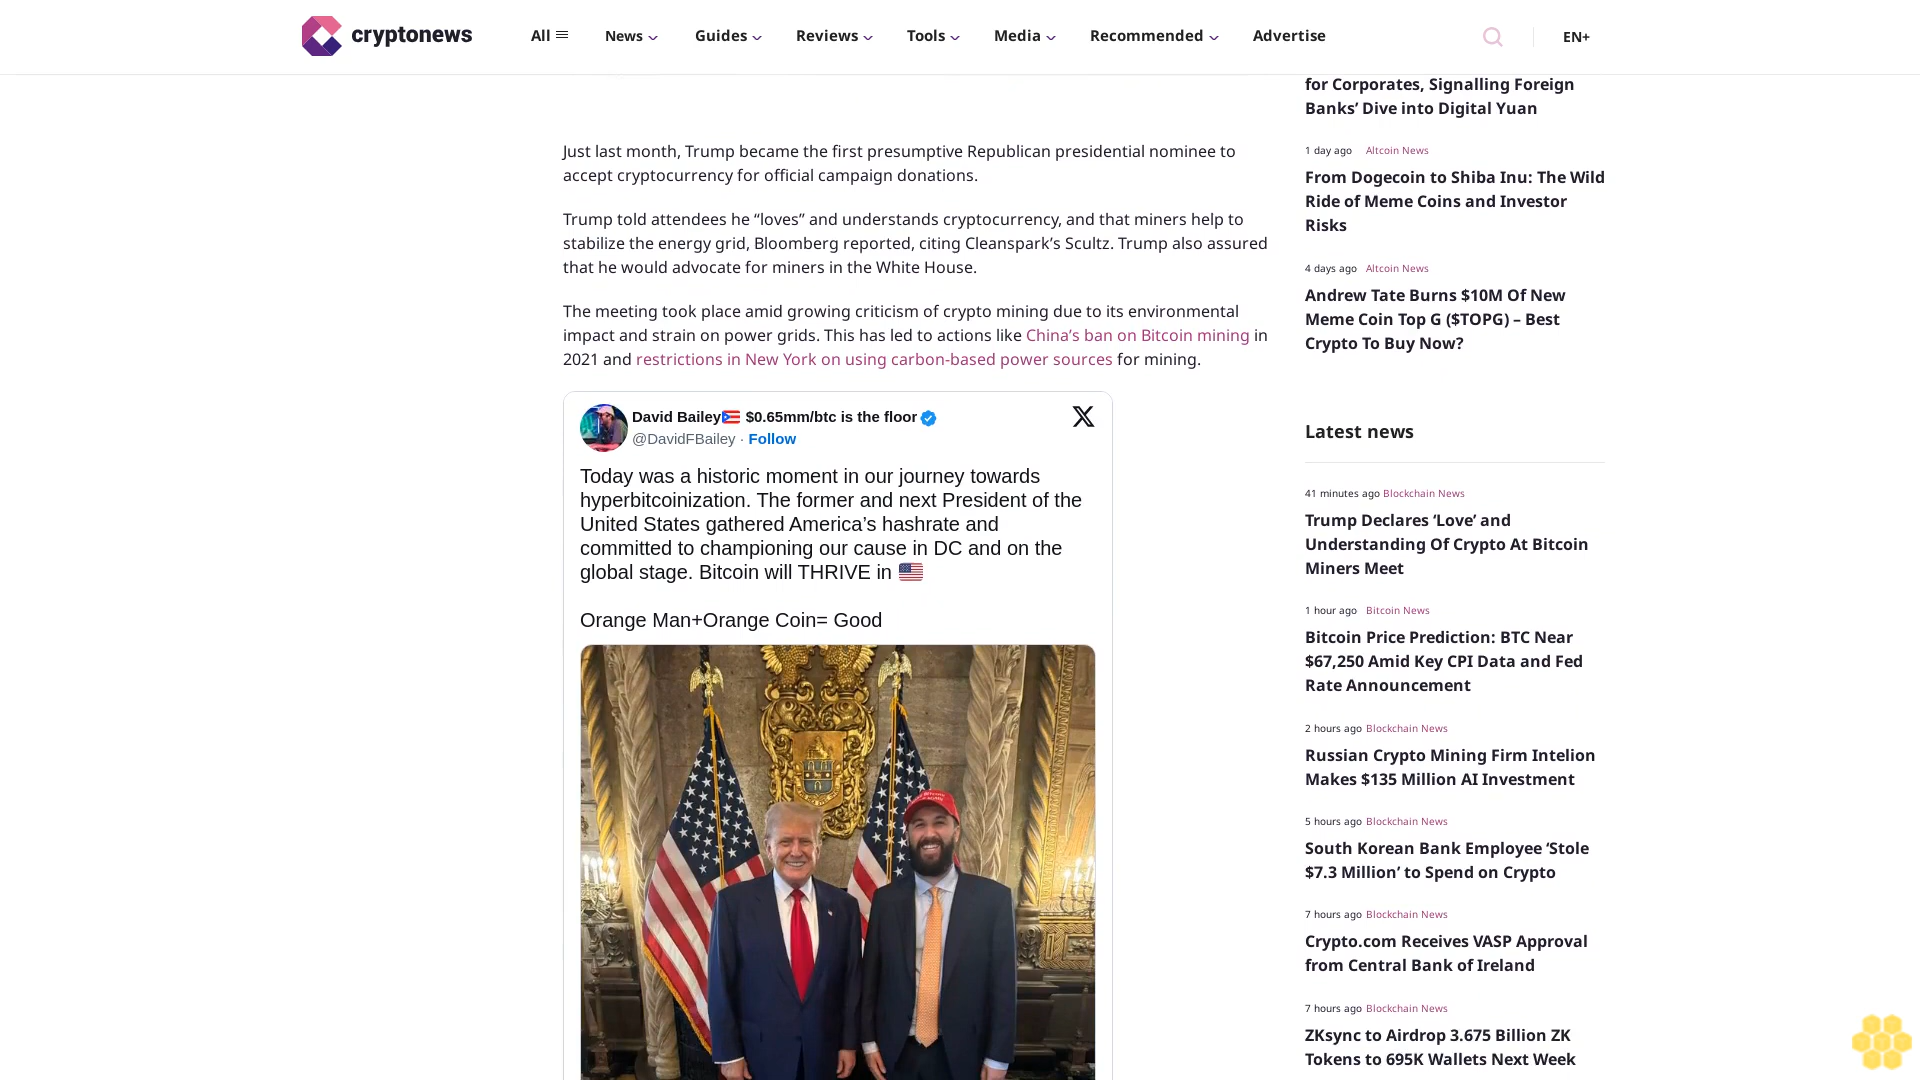 cryptonews
All
News
Guides
Reviews
Tools
Media
Recommended
Advertise
EN+
Just last month, Trump became the first presumptive Republican presidential nominee to
accept cryptocurrency for official campaign donations.
Trump told attendees he “loves” and understands cryptocurrency, and that miners help to
stabilize the energy grid, Bloomberg reported, citing Cleanspark’s Scultz. Trump also assured
that he would advocate for miners in the White House.
The meeting took place amid growing criticism of crypto mining due to its environmental
impact and strain on power grids. This has led to actions like China’s ban on Bitcoin mining in
2021 and restrictions in New York on using carbon-based power sources for mining.
David Bailey🇵🇷 $0.65mm/btc is the floor
@DavidFBailey · Follow
Today was a historic moment in our journey towards
hyperbitcoinization. The former and next President of the
United States gathered America’s hashrate and
committed to championing our cause in DC and on the
global stage. Bitcoin will THRIVE in 🇺🇸
Orange Man+Orange Coin= Good
for Corporates, Signalling Foreign
Banks’ Dive into Digital Yuan
1 day ago Altcoin News
From Dogecoin to Shiba Inu: The Wild
Ride of Meme Coins and Investor
Risks
4 days ago Altcoin News
Andrew Tate Burns $10M Of New
Meme Coin Top G ($TOPG) – Best
Crypto To Buy Now?
Latest news
41 minutes ago Blockchain News
Trump Declares ‘Love’ and
Understanding Of Crypto At Bitcoin
Miners Meet
1 hour ago Bitcoin News
Bitcoin Price Prediction: BTC Near
$67,250 Amid Key CPI Data and Fed
Rate Announcement
2 hours ago Blockchain News
Russian Crypto Mining Firm Intelion
Makes $135 Million AI Investment
5 hours ago Blockchain News
South Korean Bank Employee ‘Stole
$7.3 Million’ to Spend on Crypto
7 hours ago Blockchain News
Crypto.com Receives VASP Approval
from Central Bank of Ireland
7 hours ago Blockchain News
ZKsync to Airdrop 3.675 Billion ZK
Tokens to 695K Wallets Next Week